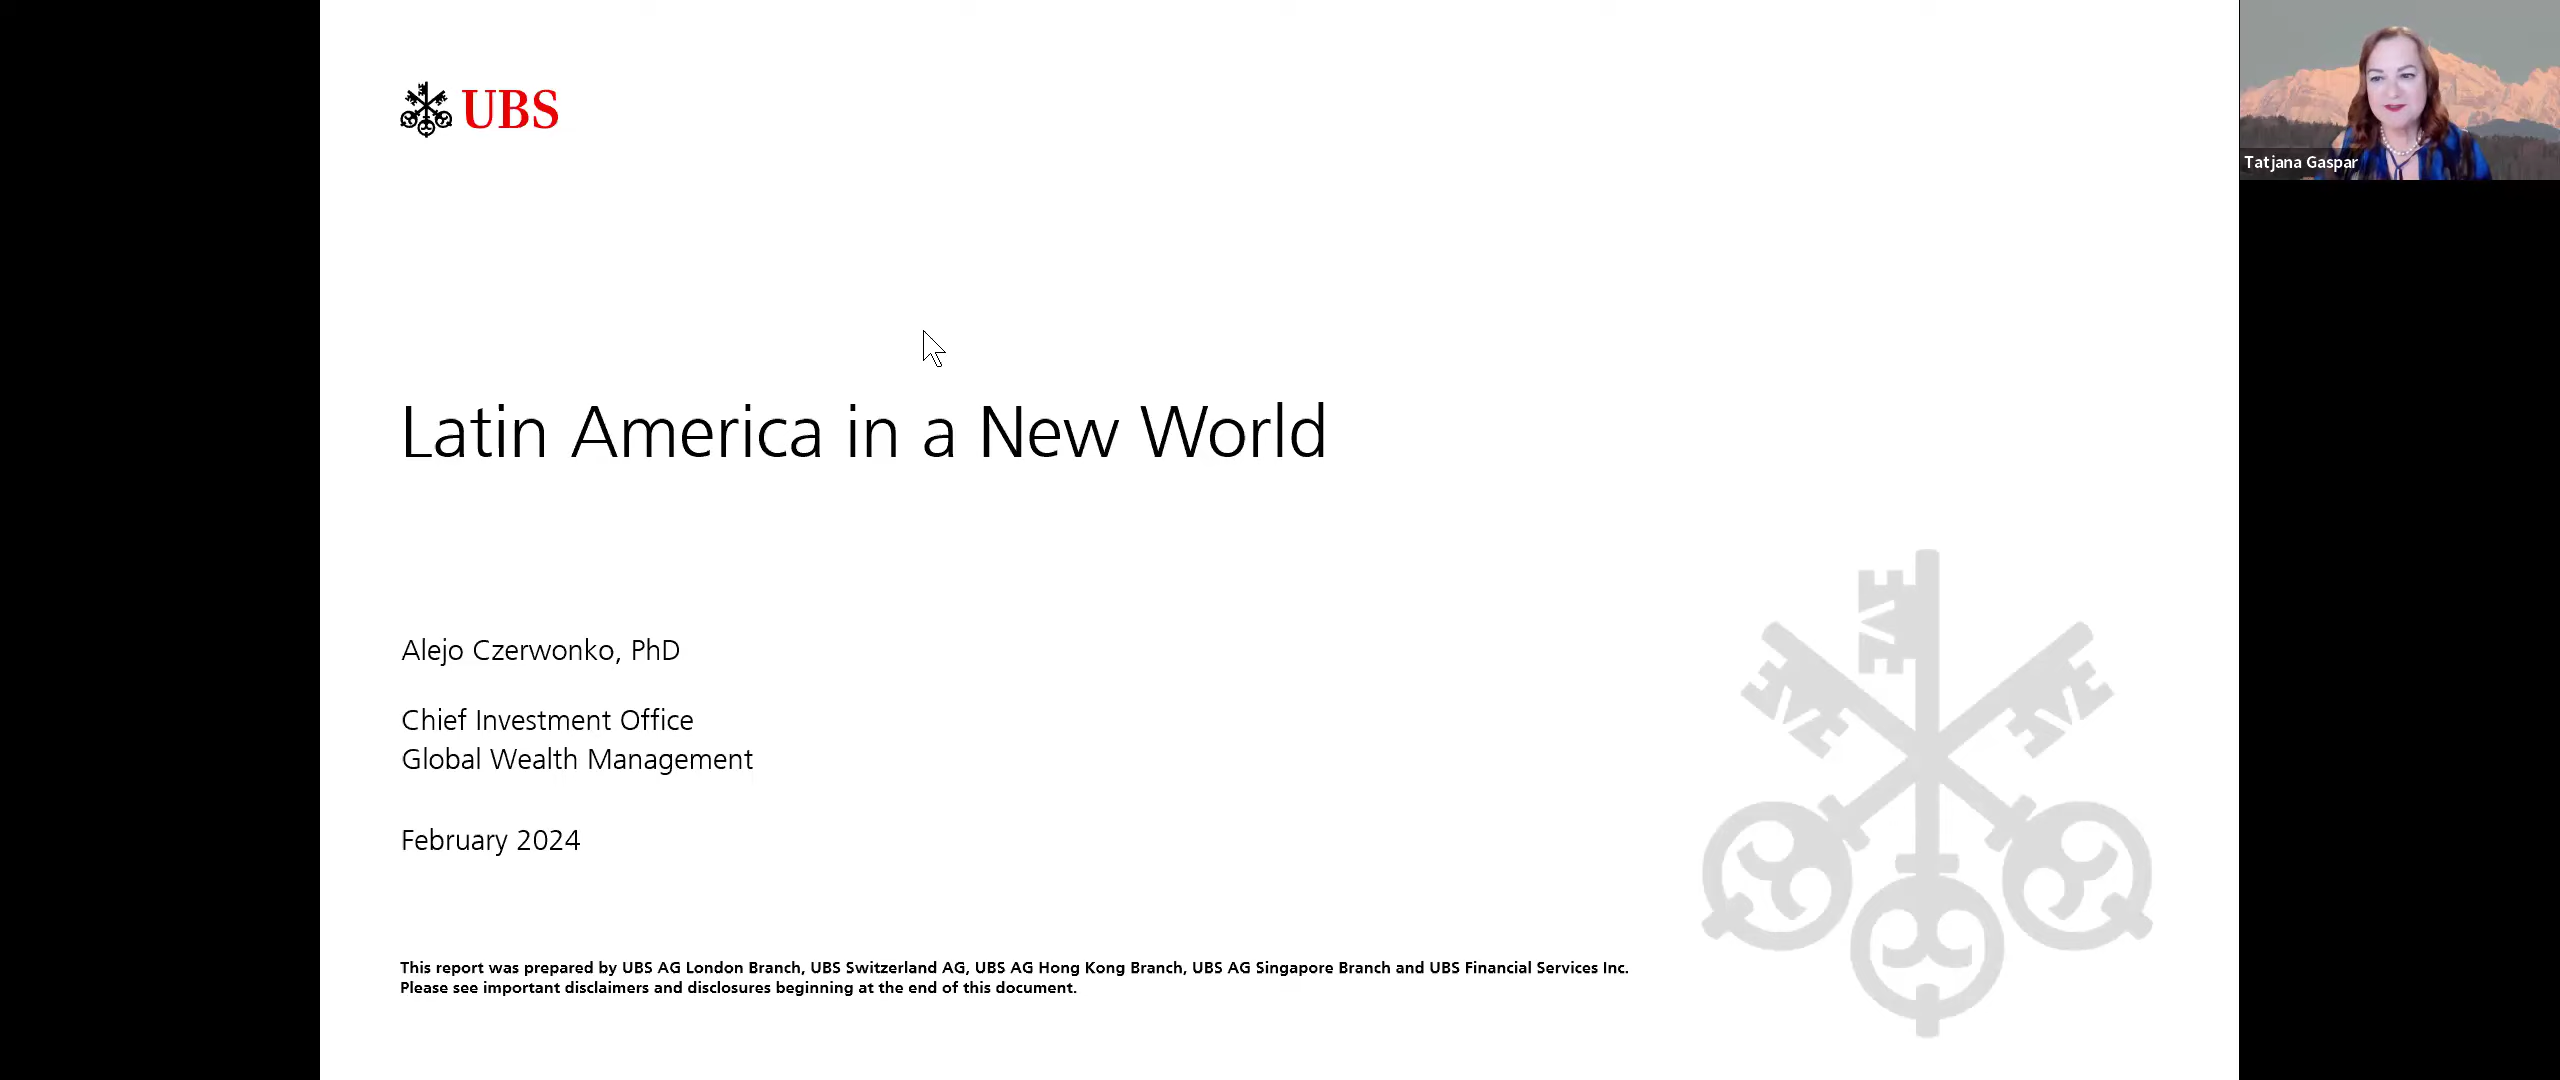 UBS
Tatjana Gaspar
Latin America in a New World
Alejo Czerwonko, PhD
Chief Investment Office
Global Wealth Management
February 2024
This report was prepared by UBS AG London Branch, UBS Switzerland AG, UBS AG Hong Kong Branch, UBS AG Singapore Branch and UBS Financial Services Inc.
Please see important disclaimers and disclosures beginning at the end of this document.